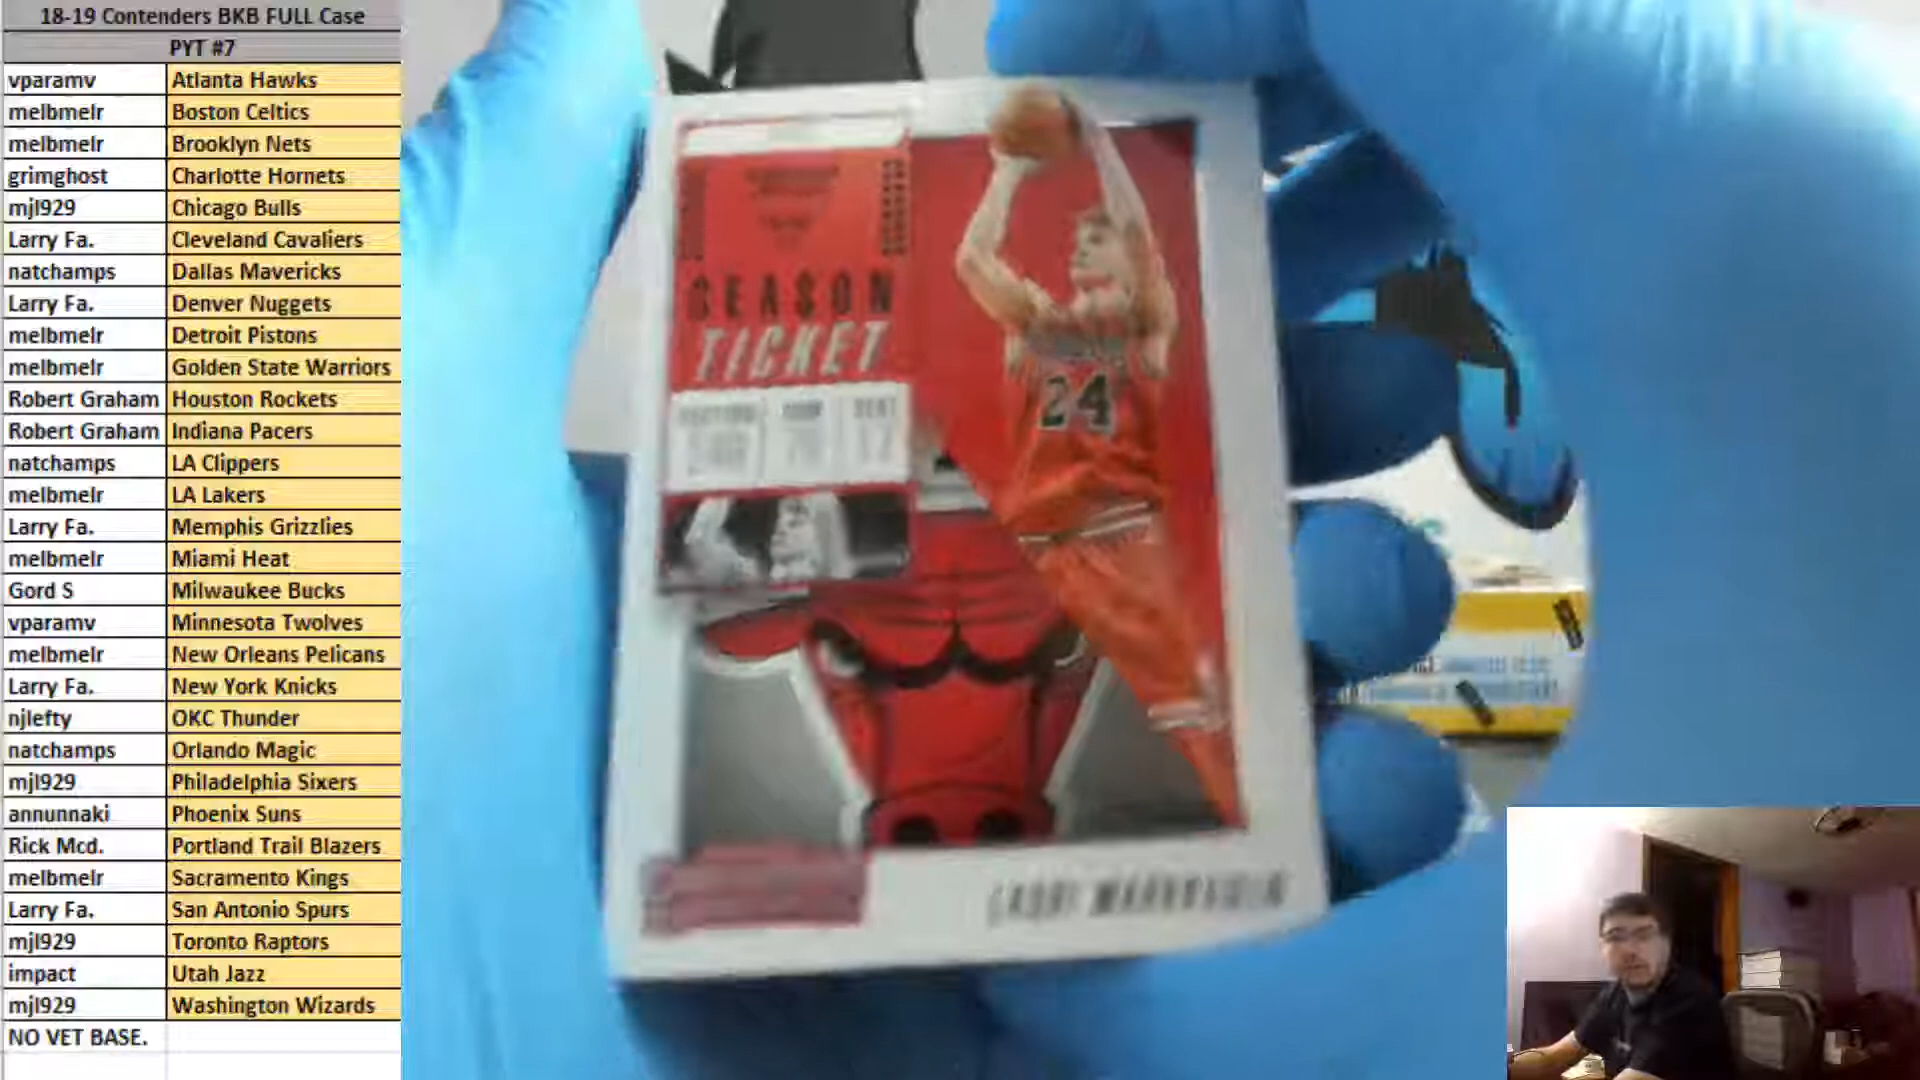 18-19 Contenders BKB FULL Case
PYT #7
vparamv Atlanta Hawks
melbmelr Boston Celtics
melbmelr Brooklyn Nets
grimghost Charlotte Hornets
mjl929 Chicago Bulls
Larry Fa. Cleveland Cavaliers
natchamps Dallas Mavericks
Larry Fa. Denver Nuggets
melbmelr Detroit Pistons
melbmelr Golden State Warriors
Robert Graham Houston Rockets
Robert Graham Indiana Pacers
natchamps LA Clippers
melbmelr LA Lakers
Larry Fa. Memphis Grizzlies
melbmelr Miami Heat
Gord S Milwaukee Bucks
vparamv Minnesota Twolves
melbmelr New Orleans Pelicans
Larry Fa. New York Knicks
njlefty OKC Thunder
natchamps Orlando Magic
mjl929 Philadelphia Sixers
annunnaki Phoenix Suns
Rick Mcd. Portland Trail Blazers
melbmelr Sacramento Kings
Larry Fa. San Antonio Spurs
mjl929 Toronto Raptors
impact Utah Jazz
mjl929 Washington Wizards
NO VET BASE.
SEASON
TICKET
24
LAURI MARKKANEN